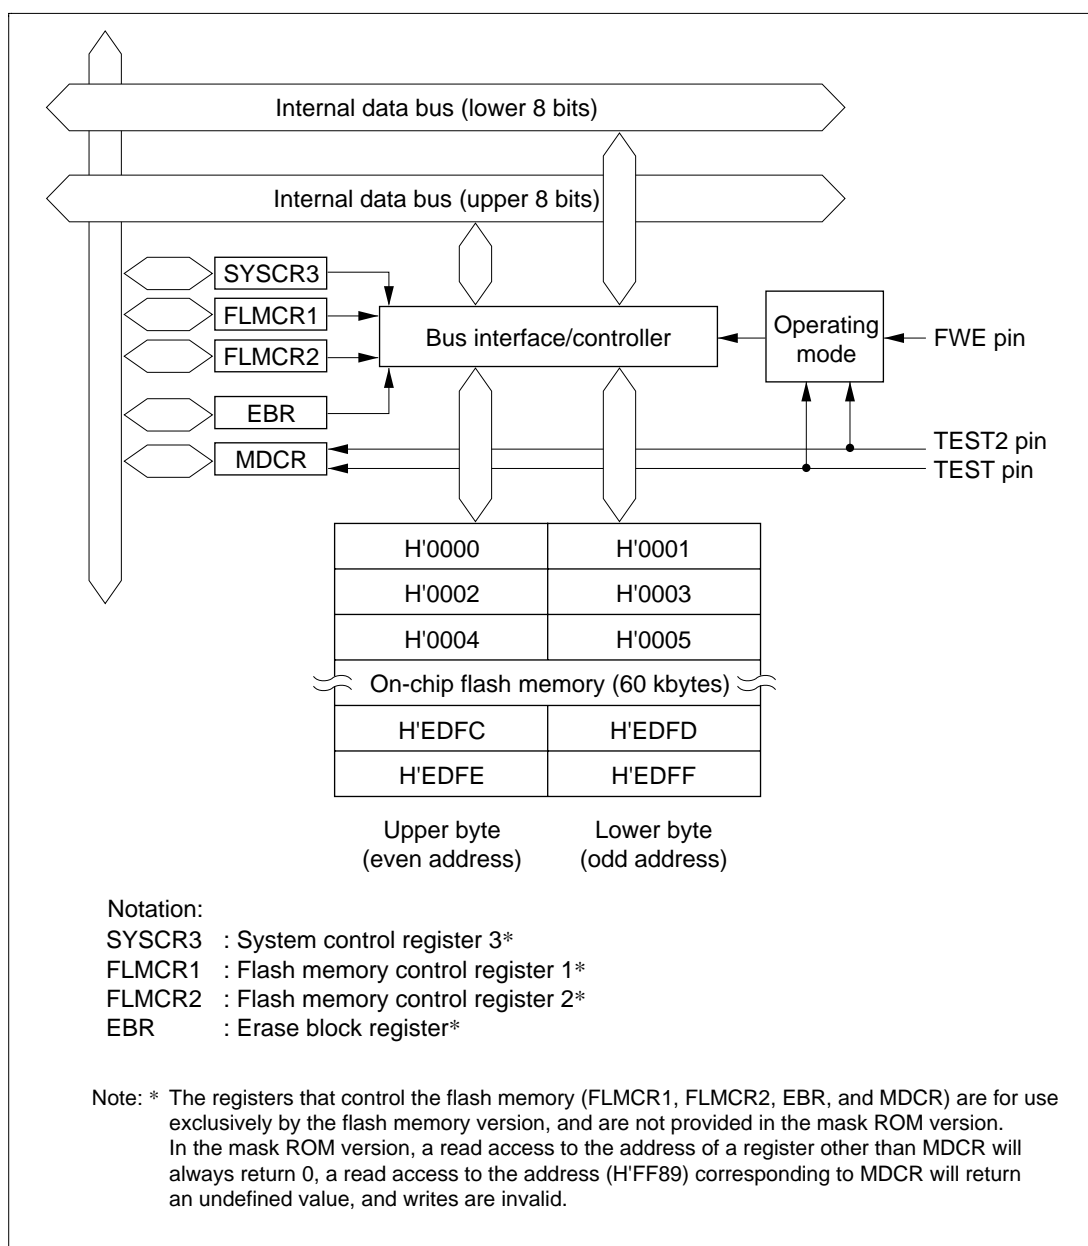 Internal data bus (lower 8 bits)
Internal data bus (upper 8 bits)
SYSCR3
FLMCR1
FLMCR2
EBR
MDCR
Bus interface/controller
Operating
mode
FWE pin
TEST2 pin
TEST pin
H'0000 H'0001
H'0002 H'0003
H'0004 H'0005
On-chip flash memory (60 kbytes)
H'EDFC H'EDFD
H'EDFE H'EDFF
Upper byte Lower byte
(even address) (odd address)
Notation:
SYSCR3 : System control register 3*
FLMCR1 : Flash memory control register 1*
FLMCR2 : Flash memory control register 2*
EBR : Erase block register*
Note: * The registers that control the flash memory (FLMCR1, FLMCR2, EBR, and MDCR) are for use
exclusively by the flash memory version, and are not provided in the mask ROM version.
In the mask ROM version, a read access to the address of a register other than MDCR will
always return 0, a read access to the address (H'FF89) corresponding to MDCR will return
an undefined value, and writes are invalid.